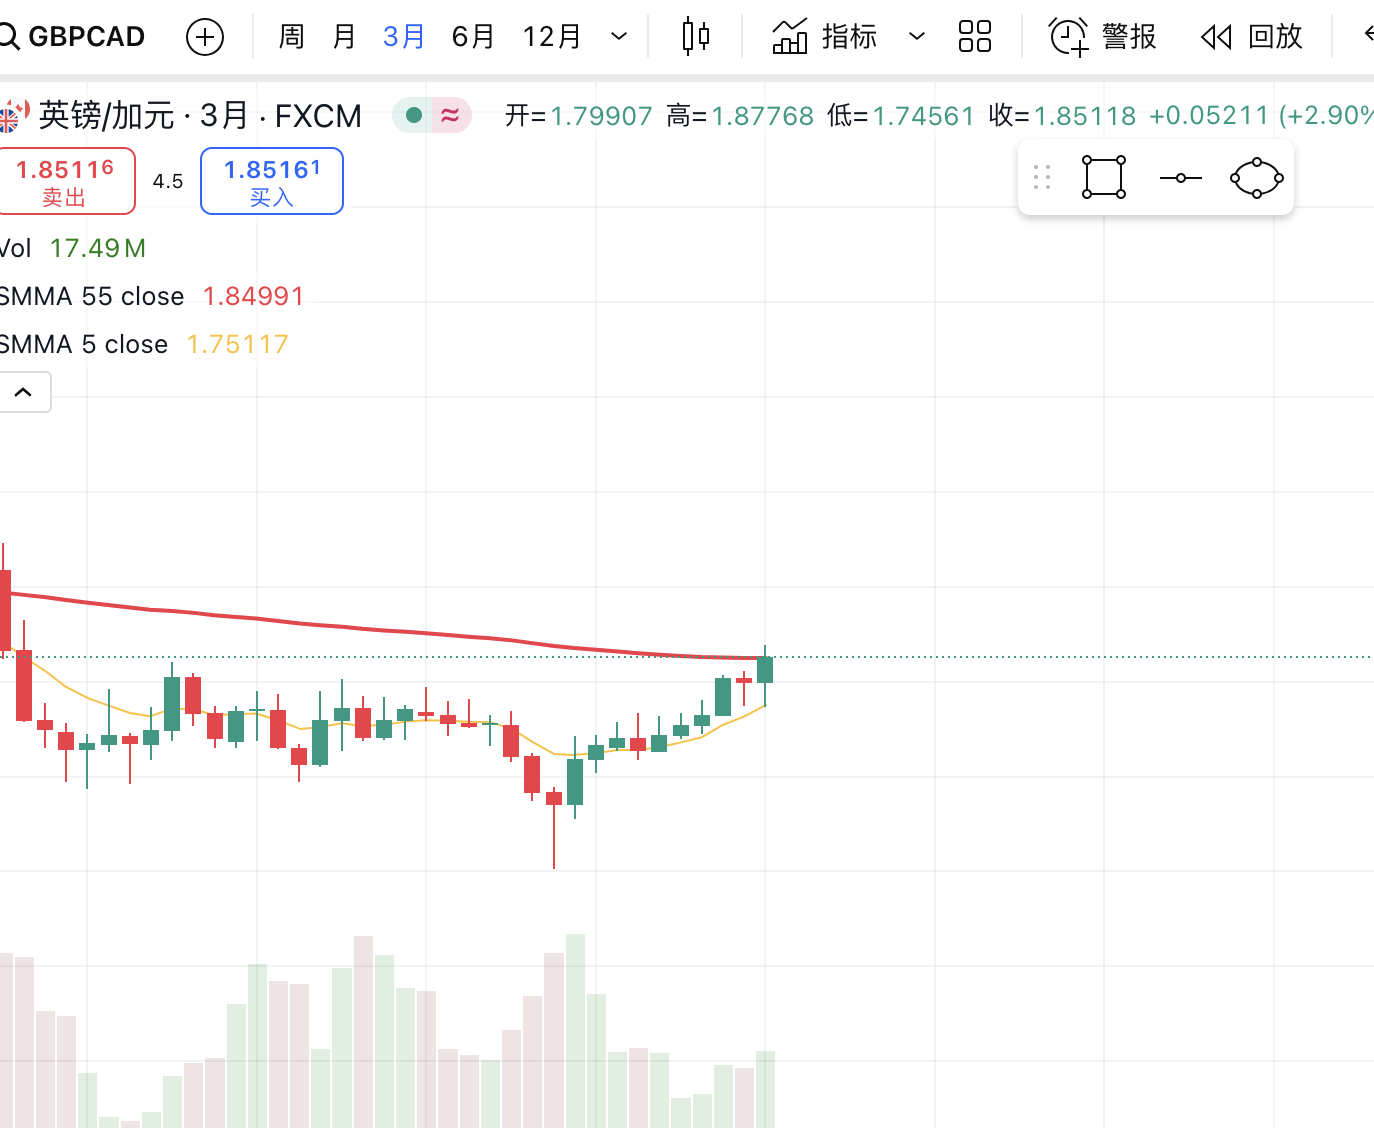 GBPCAD 周 月 3月 6月 12月 指标 警报 回放
英镑/加元 · 3月 · FXCM 开=1.79907 高=1.87768 低=1.74561 收=1.85118 +0.05211 (+2.90%
1.85116 4.5 1.85161
卖出 买入
Vol 17.49M
SMMA 55 close 1.84991
SMMA 5 close 1.75117